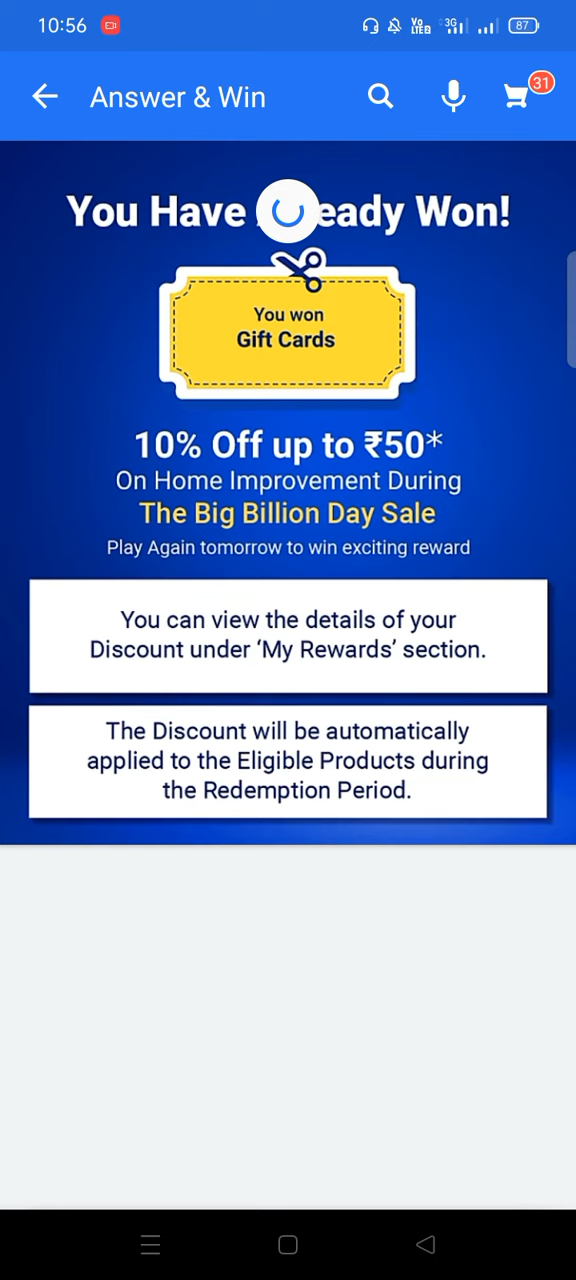 10:56
Vo
LTE2
3G
87
Answer & Win
31
You Have eady Won!
You won
Gift Cards
10% Off up to ₹50*
On Home Improvement During
The Big Billion Day Sale
Play Again tomorrow to win exciting reward
You can view the details of your
Discount under ‘My Rewards’ section.
The Discount will be automatically
applied to the Eligible Products during
the Redemption Period.